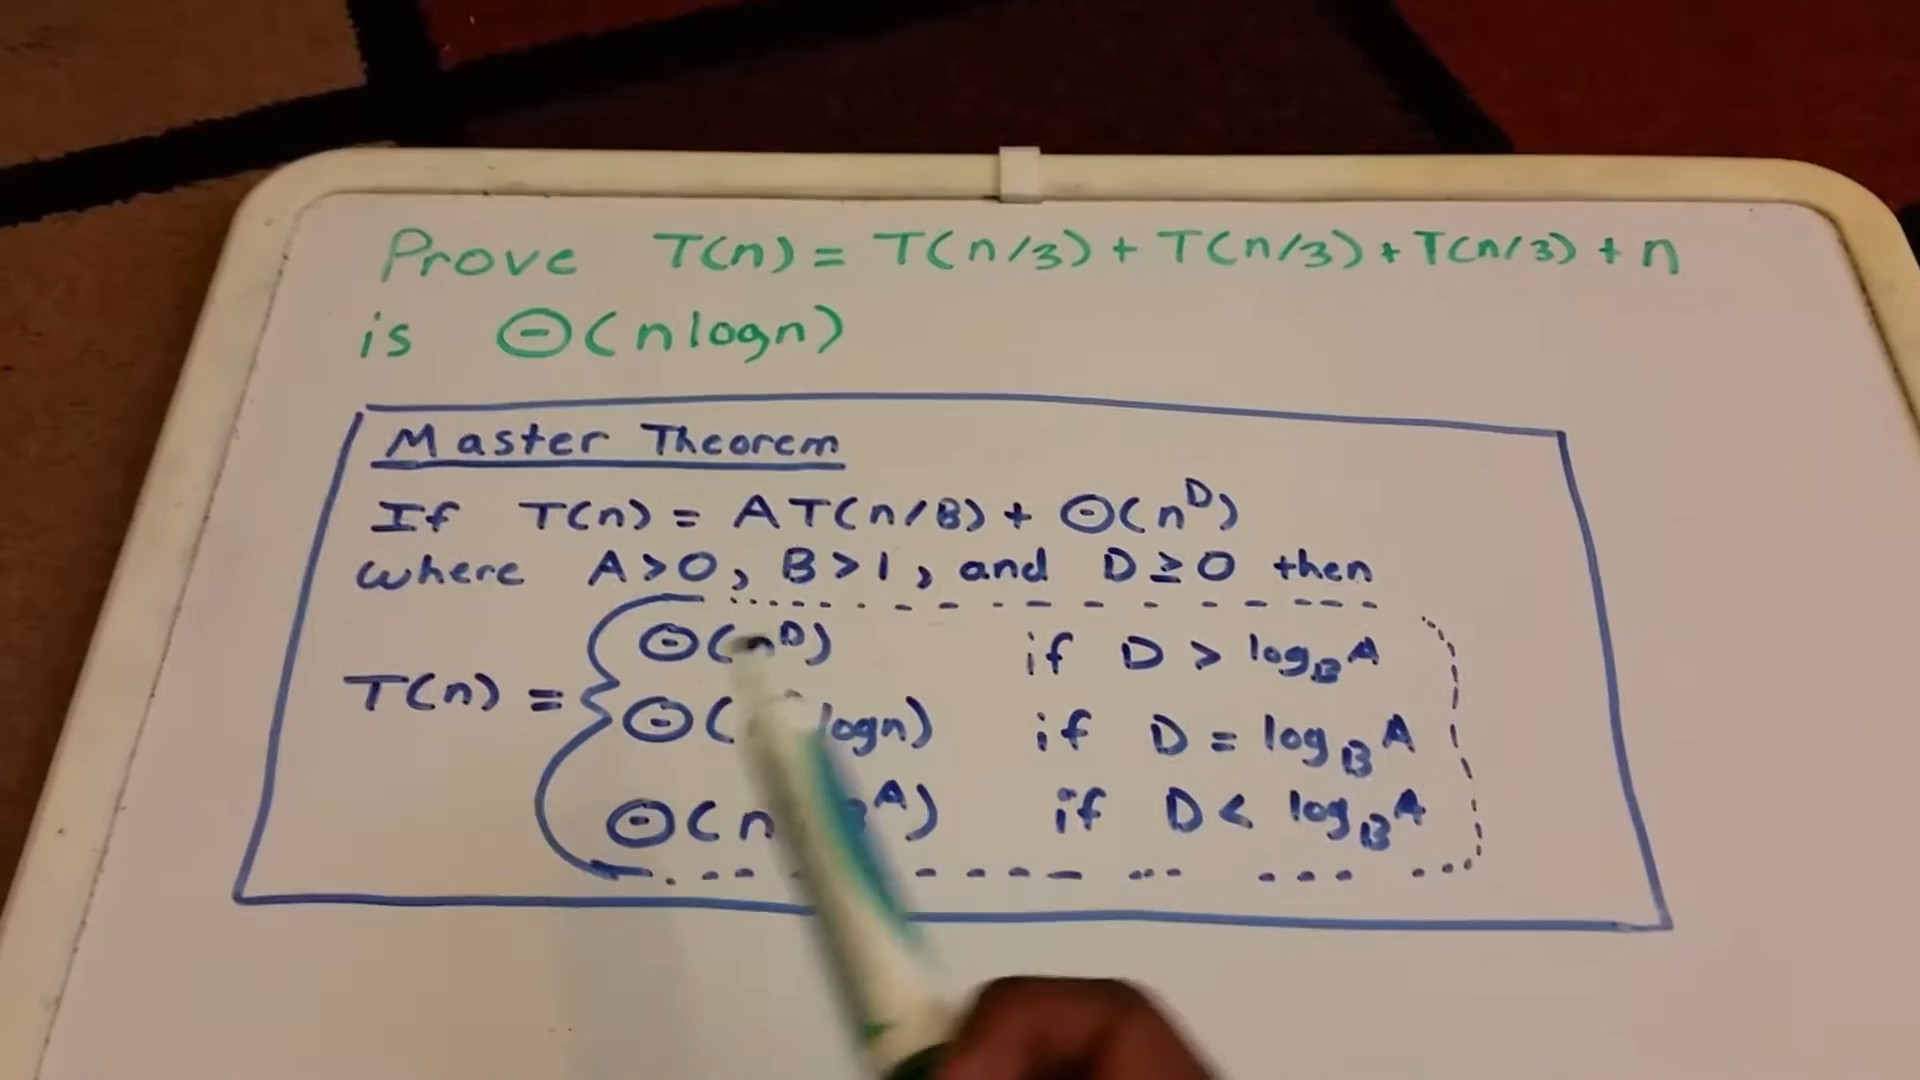 Prove T(n) = T(n/3) + T(n/3) + T(n/3) + n
is Θ(nlogn)
Master Theorem
If T(n) = AT(n/B) + Θ(n^D)
where A>0, B>1, and D≥0 then
Θ(n^D) if D > log_B A
T(n) = Θ( logn) if D = log_B A
Θ(n A) if D < log_B A